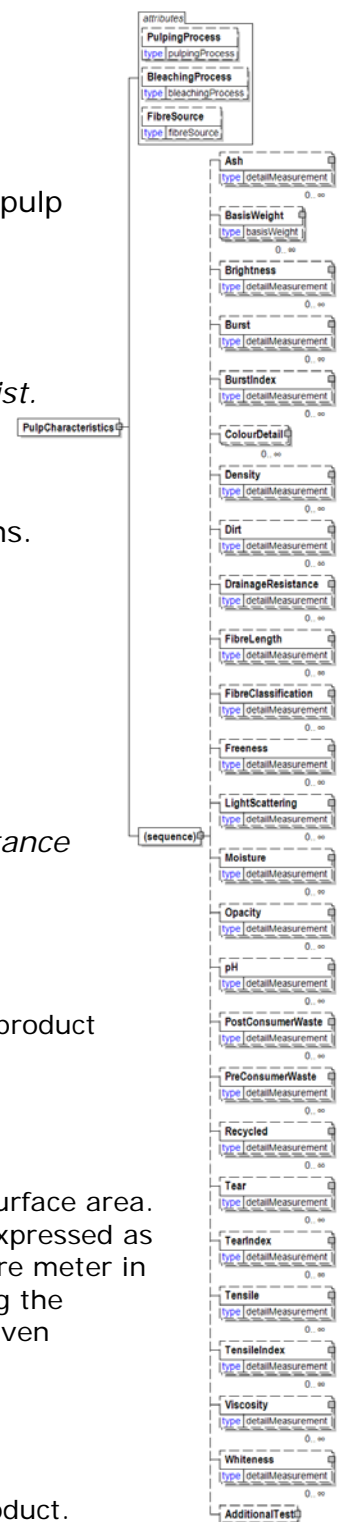 pulp
ist.
ns.
tance
product
urface area.
expressed as
re meter in
g the
ven
oduct.
PulpCharacteristics
attributes
PulpingProcess
type pulpingProcess
BleachingProcess
type bleachingProcess
FibreSource
type fibreSource
(sequence)
Ash
type detailMeasurement
0..∞
BasisWeight
type basisWeight
0..∞
Brightness
type detailMeasurement
0..∞
Burst
type detailMeasurement
0..∞
BurstIndex
type detailMeasurement
0..∞
ColourDetail
0..∞
Density
type detailMeasurement
0..∞
Dirt
type detailMeasurement
0..∞
DrainageResistance
type detailMeasurement
0..∞
FibreLength
type detailMeasurement
0..∞
FibreClassification
type detailMeasurement
0..∞
Freeness
type detailMeasurement
0..∞
LightScattering
type detailMeasurement
0..∞
Moisture
type detailMeasurement
0..∞
Opacity
type detailMeasurement
0..∞
pH
type detailMeasurement
0..∞
PostConsumerWaste
type detailMeasurement
0..∞
PreConsumerWaste
type detailMeasurement
0..∞
Recycled
type detailMeasurement
0..∞
Tear
type detailMeasurement
0..∞
TearIndex
type detailMeasurement
0..∞
Tensile
type detailMeasurement
0..∞
TensileIndex
type detailMeasurement
0..∞
Viscosity
type detailMeasurement
0..∞
Whiteness
type detailMeasurement
0..∞
AdditionalTest